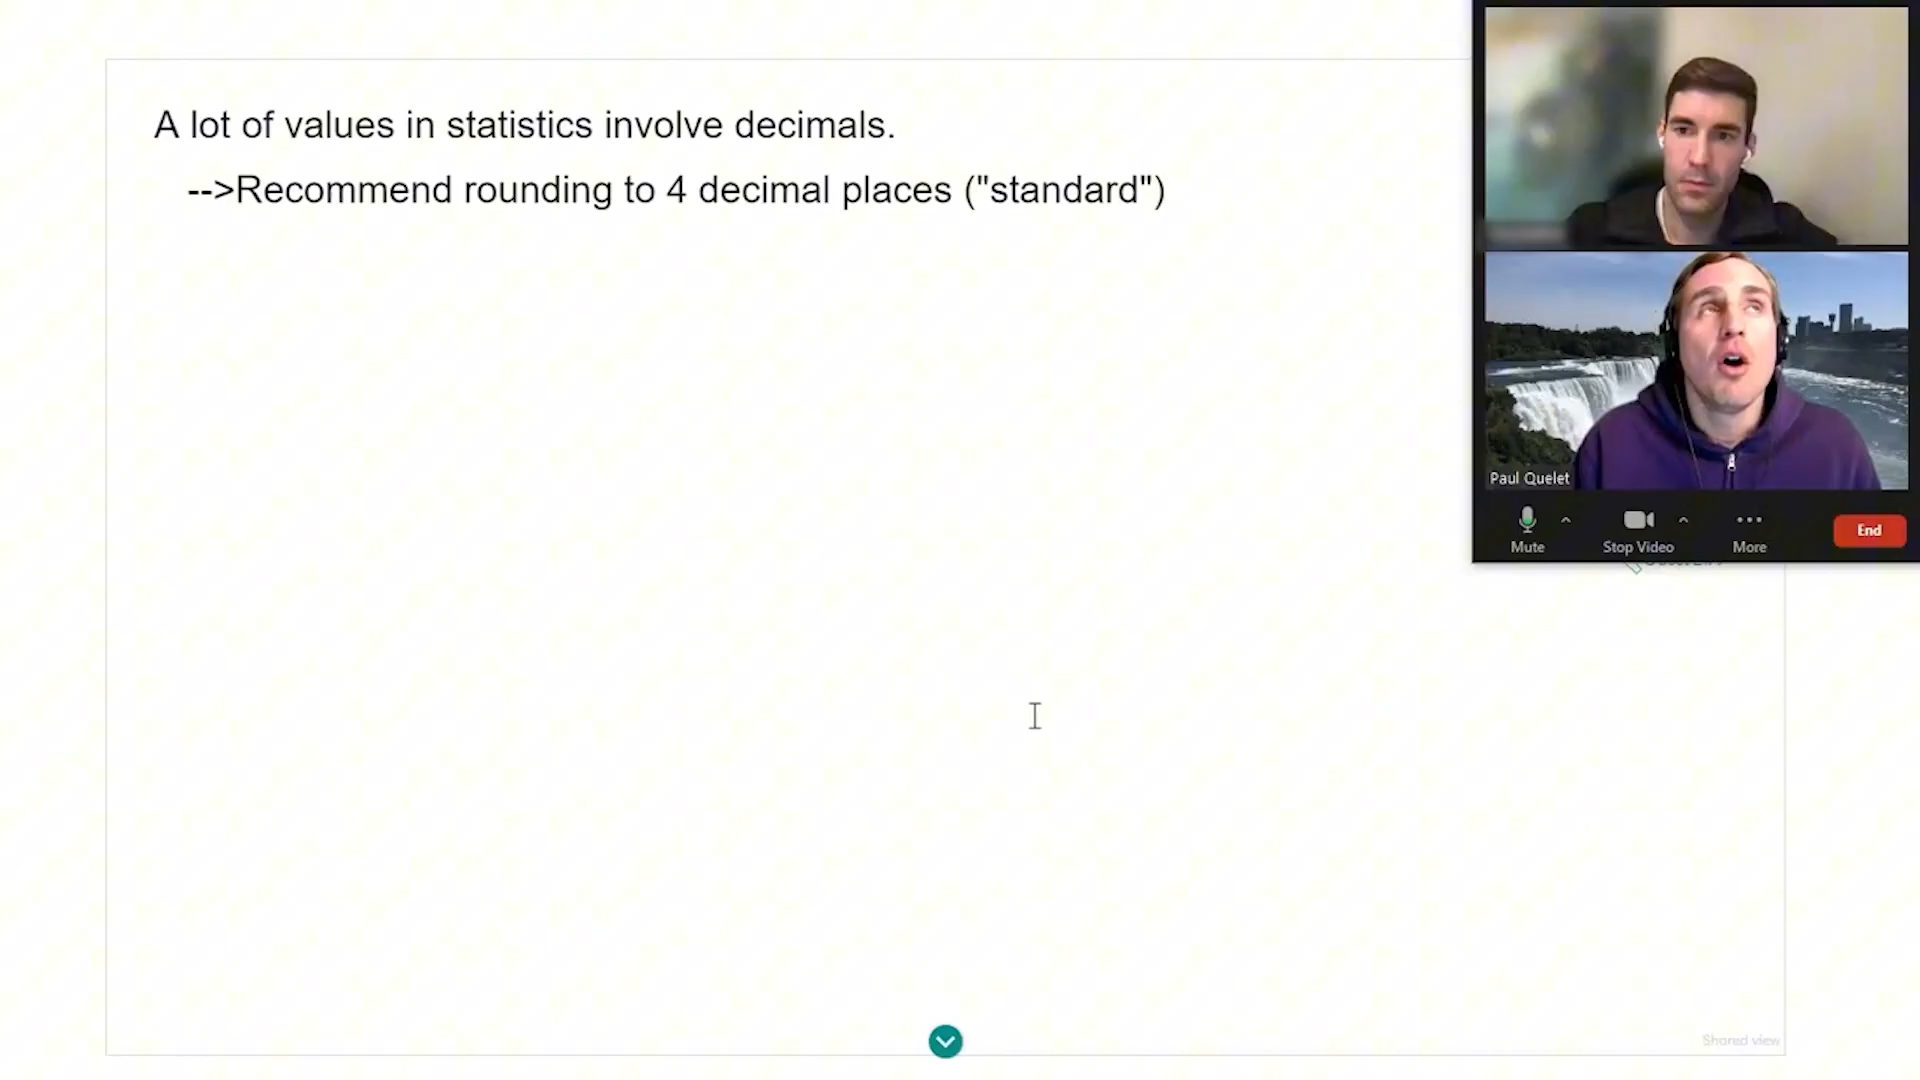 A lot of values in statistics involve decimals.
-->Recommend rounding to 4 decimal places ("standard")
Paul Quelet
Mute
Stop Video
More
End
Shared view